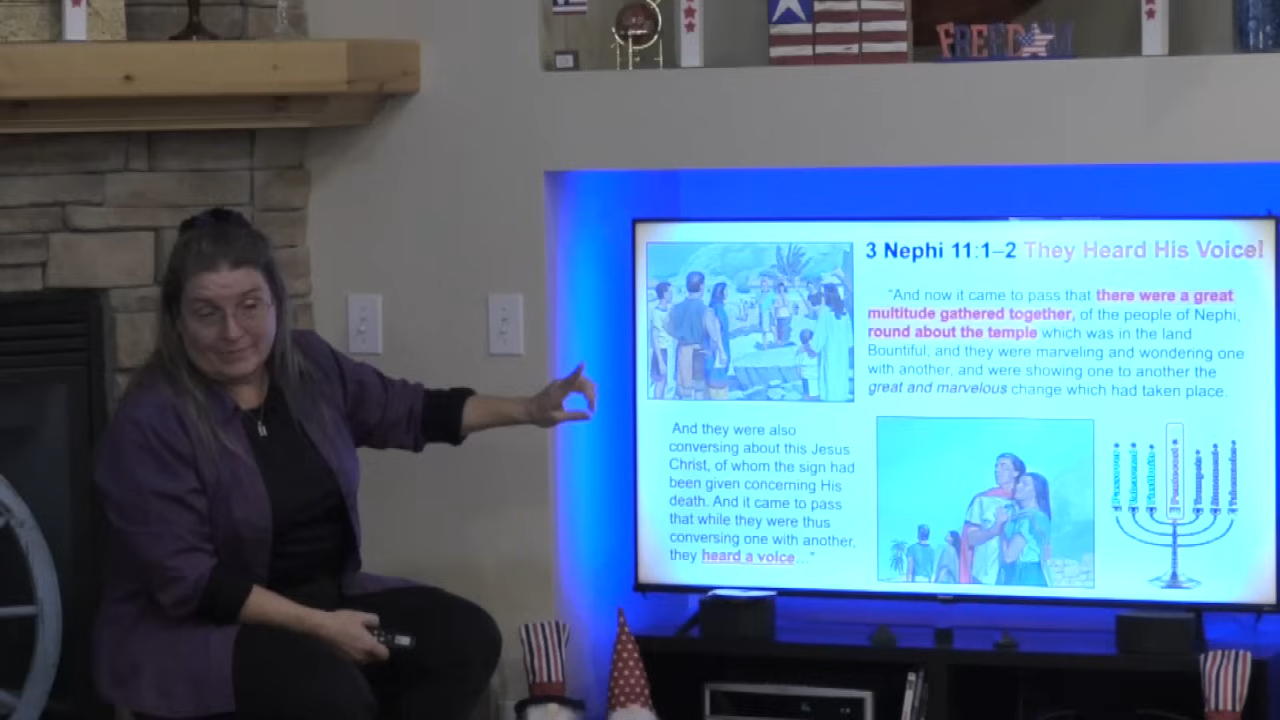 FREEDOM
3 Nephi 11:1–2 They Heard His Voice!
“And now it came to pass that there were a great
multitude gathered together, of the people of Nephi,
round about the temple which was in the land
Bountiful, and they were marveling and wondering one
with another, and were showing one to another the
great and marvelous change which had taken place.
And they were also
conversing about this Jesus
Christ, of whom the sign had
been given concerning His
death. And it came to pass
that while they were thus
conversing one with another,
they heard a voice…”